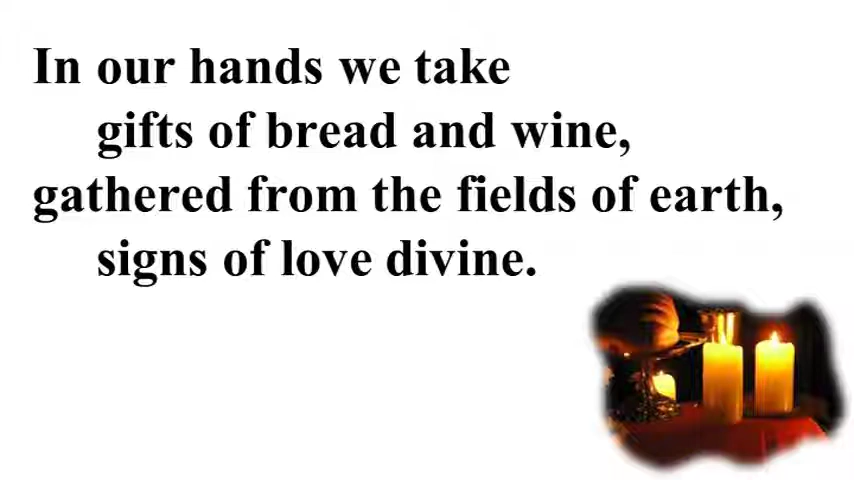 In our hands we take
gifts of bread and wine,
gathered from the fields of earth,
signs of love divine.